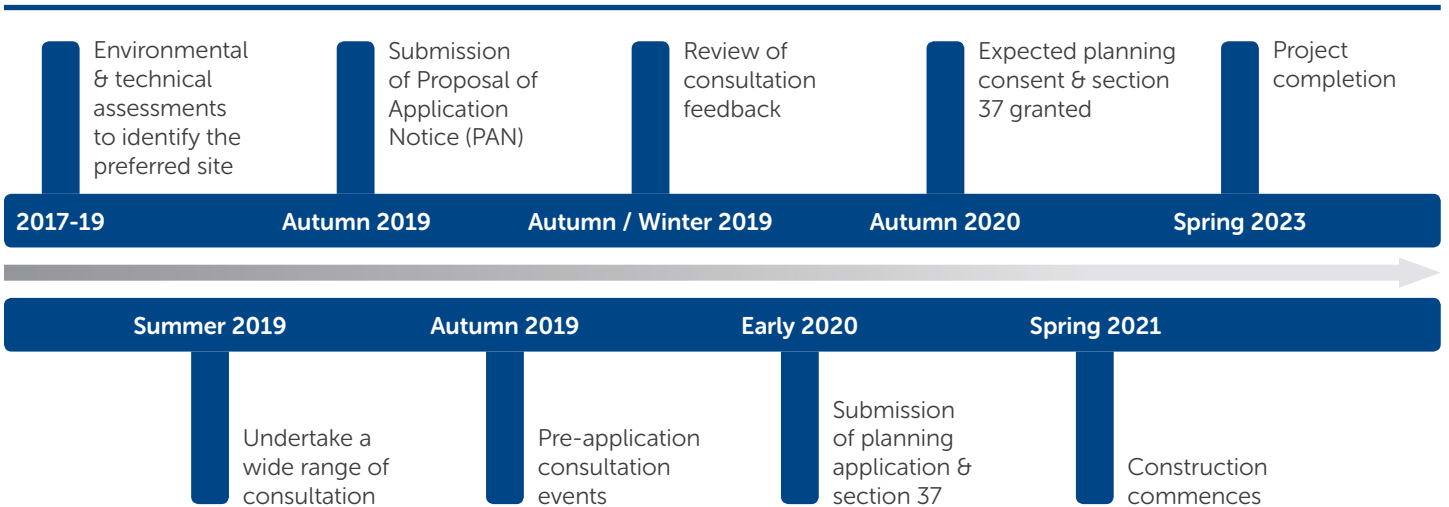 Environmental
& technical
assessments
to identify the
preferred site
Submission
of Proposal of
Application
Notice (PAN)
Review of
consultation
feedback
Expected planning
consent & section
37 granted
Project
completion
2017-19
Autumn 2019
Autumn / Winter 2019
Autumn 2020
Spring 2023
Summer 2019
Autumn 2019
Early 2020
Spring 2021
Undertake a
wide range of
consultation
Pre-application
consultation
events
Submission
of planning
application &
section 37
Construction
commences